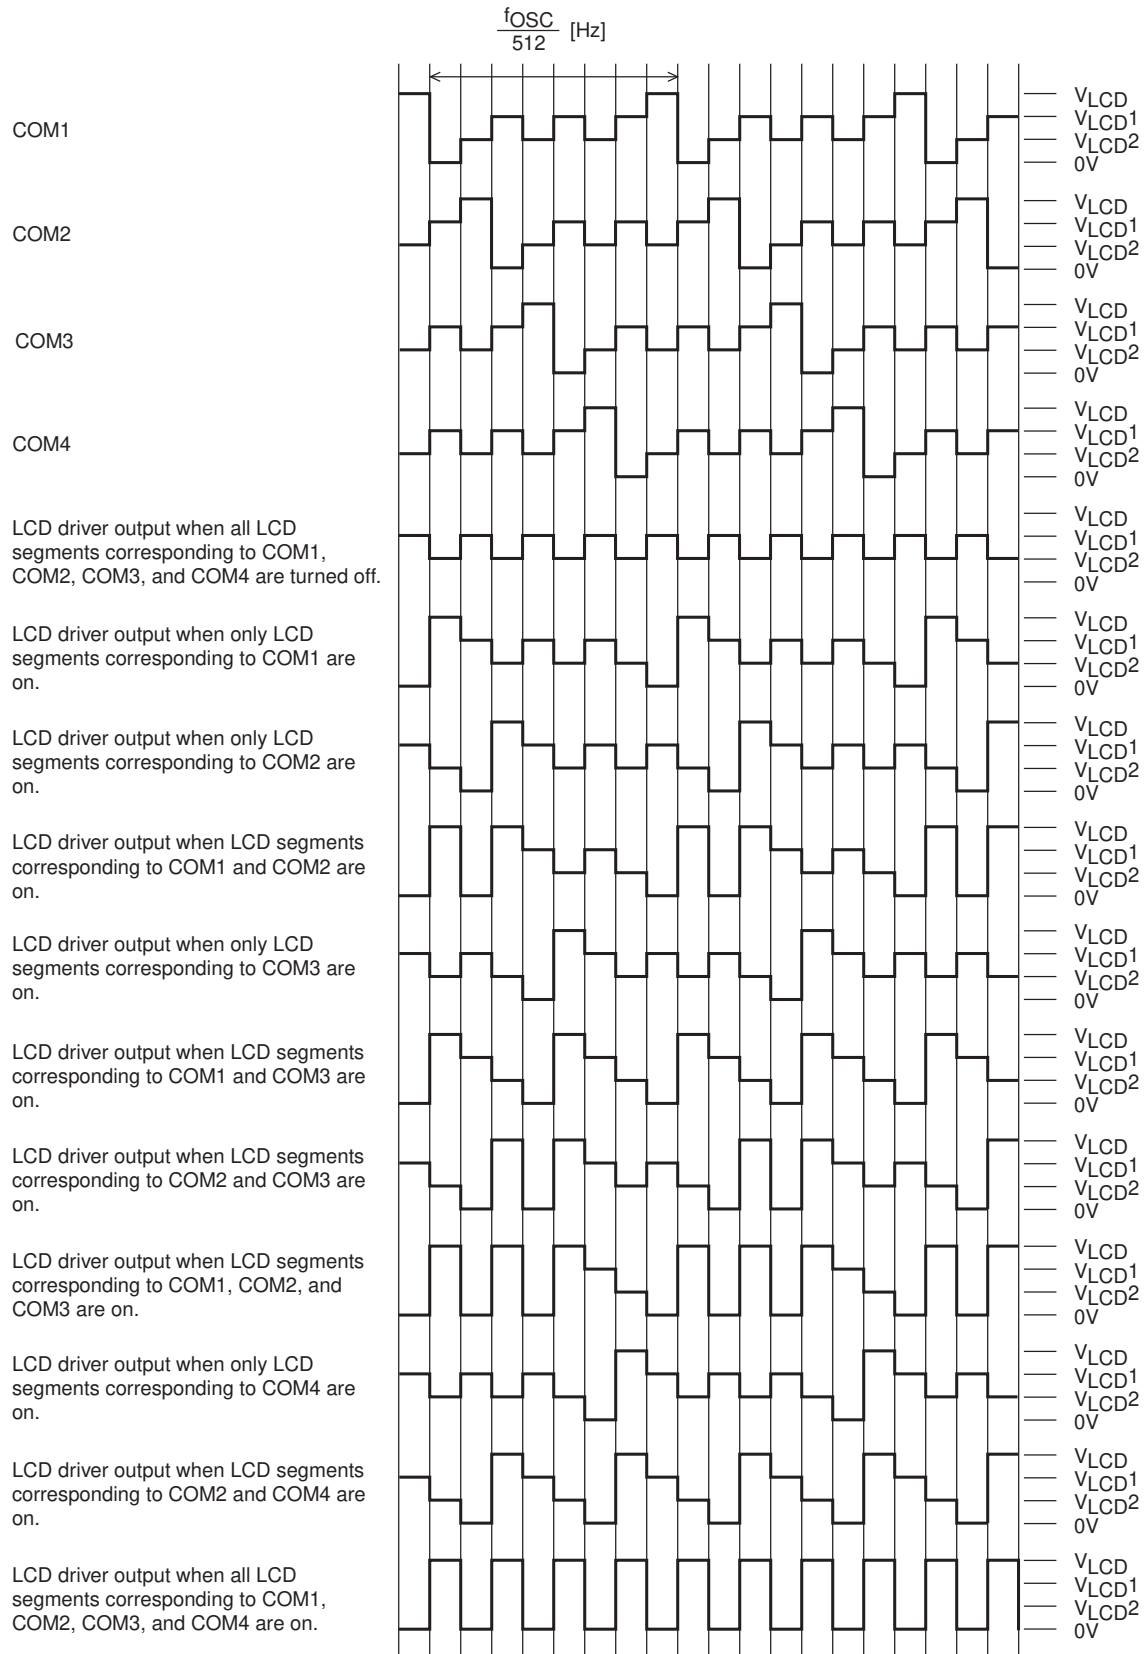 fOSC
512
[Hz]
COM1
VLCD
VLCD1
VLCD2
0V
COM2
VLCD
VLCD1
VLCD2
0V
COM3
VLCD
VLCD1
VLCD2
0V
COM4
VLCD
VLCD1
VLCD2
0V
LCD driver output when all LCD
segments corresponding to COM1,
COM2, COM3, and COM4 are turned off.
VLCD
VLCD1
VLCD2
0V
LCD driver output when only LCD
segments corresponding to COM1 are
on.
VLCD
VLCD1
VLCD2
0V
LCD driver output when only LCD
segments corresponding to COM2 are
on.
VLCD
VLCD1
VLCD2
0V
LCD driver output when LCD segments
corresponding to COM1 and COM2 are
on.
VLCD
VLCD1
VLCD2
0V
LCD driver output when only LCD
segments corresponding to COM3 are
on.
VLCD
VLCD1
VLCD2
0V
LCD driver output when LCD segments
corresponding to COM1 and COM3 are
on.
VLCD
VLCD1
VLCD2
0V
LCD driver output when LCD segments
corresponding to COM2 and COM3 are
on.
VLCD
VLCD1
VLCD2
0V
LCD driver output when LCD segments
corresponding to COM1, COM2, and
COM3 are on.
VLCD
VLCD1
VLCD2
0V
LCD driver output when only LCD
segments corresponding to COM4 are
on.
VLCD
VLCD1
VLCD2
0V
LCD driver output when LCD segments
corresponding to COM2 and COM4 are
on.
VLCD
VLCD1
VLCD2
0V
LCD driver output when all LCD
segments corresponding to COM1,
COM2, COM3, and COM4 are on.
VLCD
VLCD1
VLCD2
0V